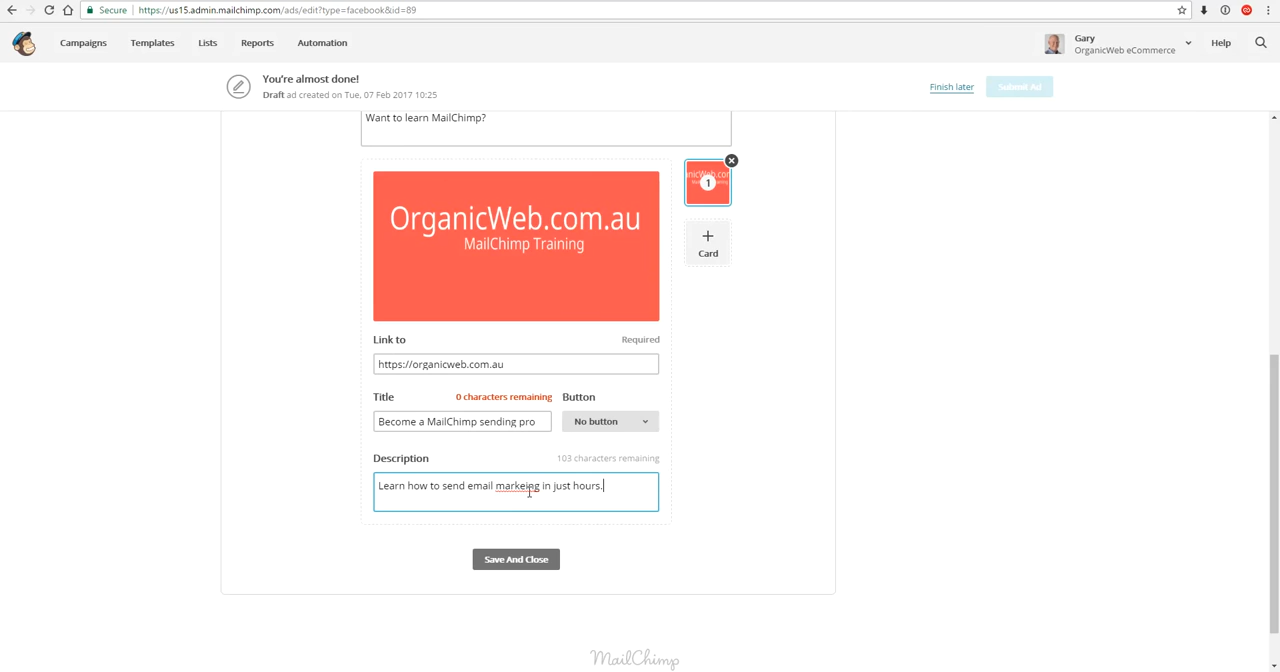 Secure
https://us15.admin.mailchimp.com/ads/edit?type=facebook&id=89
Campaigns
Templates
Lists
Reports
Automation
Gary
OrganicWeb eCommerce
Help
You're almost done!
Draft ad created on Tue, 07 Feb 2017 10:25
Finish later
Submit Ad
Want to learn MailChimp?
OrganicWeb.com.au
MailChimp Training
1
Card
Link to
Required
https://organicweb.com.au
Title
0 characters remaining
Button
Become a MailChimp sending pro
No button
Description
103 characters remaining
Learn how to send email markeing in just hours.
Save And Close
MailChimp